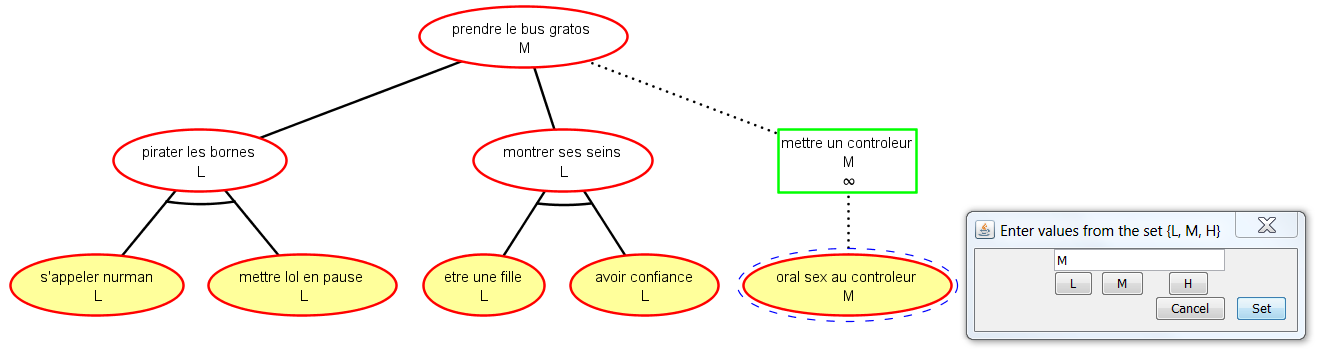 prendre le bus gratos
M
pirater les bornes
L
montrer ses seins
L
mettre un controleur
M
∞
s'appeler nurman
L
mettre lol en pause
L
etre une fille
L
avoir confiance
L
oral sex au controleur
M
Enter values from the set {L, M, H}
M
L M H
Cancel Set